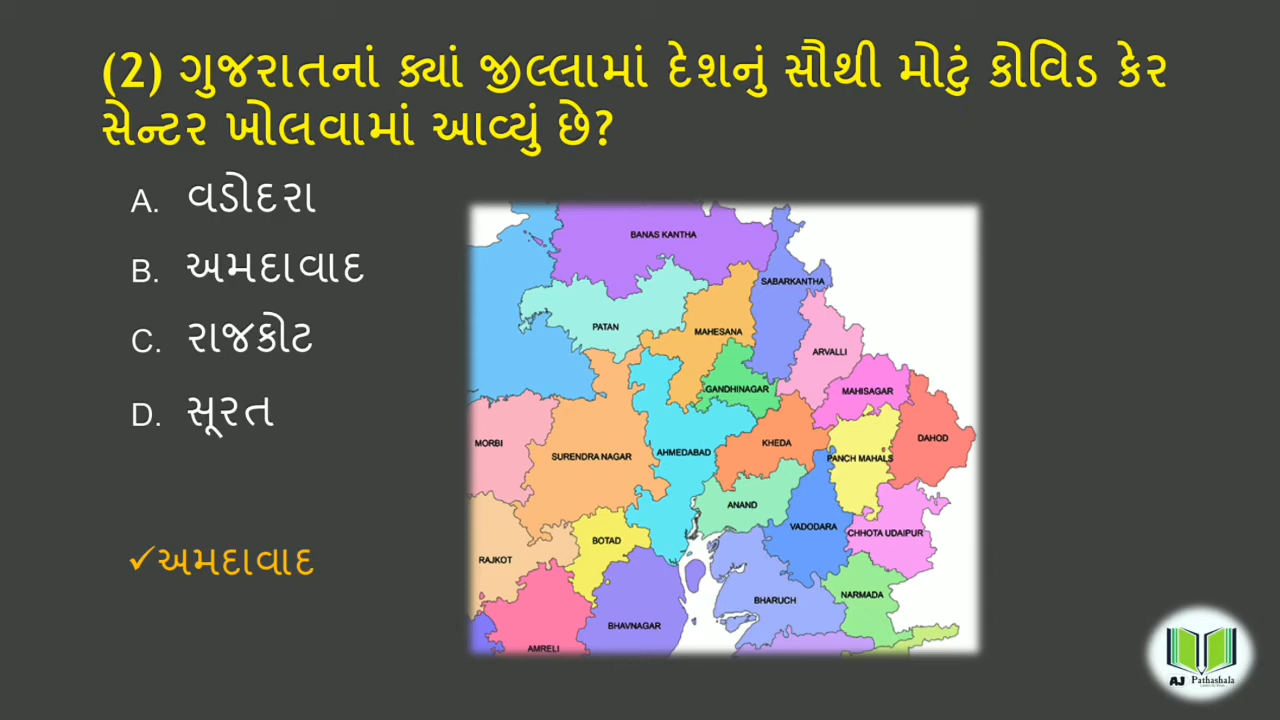 (2) ગુજરાતનાં ક્યાં જીલ્લામાં દેશનું સૌથી મોટું કોવિડ કેર
સેન્ટર ખોલવામાં આવ્યું છે?
A. વડોદરા
B. અમદાવાદ
C. રાજકોટ
D. સૂરત
✓અમદાવાદ
BANAS KANTHA
SABARKANTHA
PATAN
MAHESANA
ARVALLI
GANDHINAGAR
MAHISAGAR
MORBI
SURENDRA NAGAR
AHMEDABAD
KHEDA
PANCH MAHALS
DAHOD
ANAND
VADODARA
CHHOTA UDAIPUR
RAJKOT
BOTAD
BHARUCH
NARMADA
BHAVNAGAR
AMRELI
AJ Pathashala